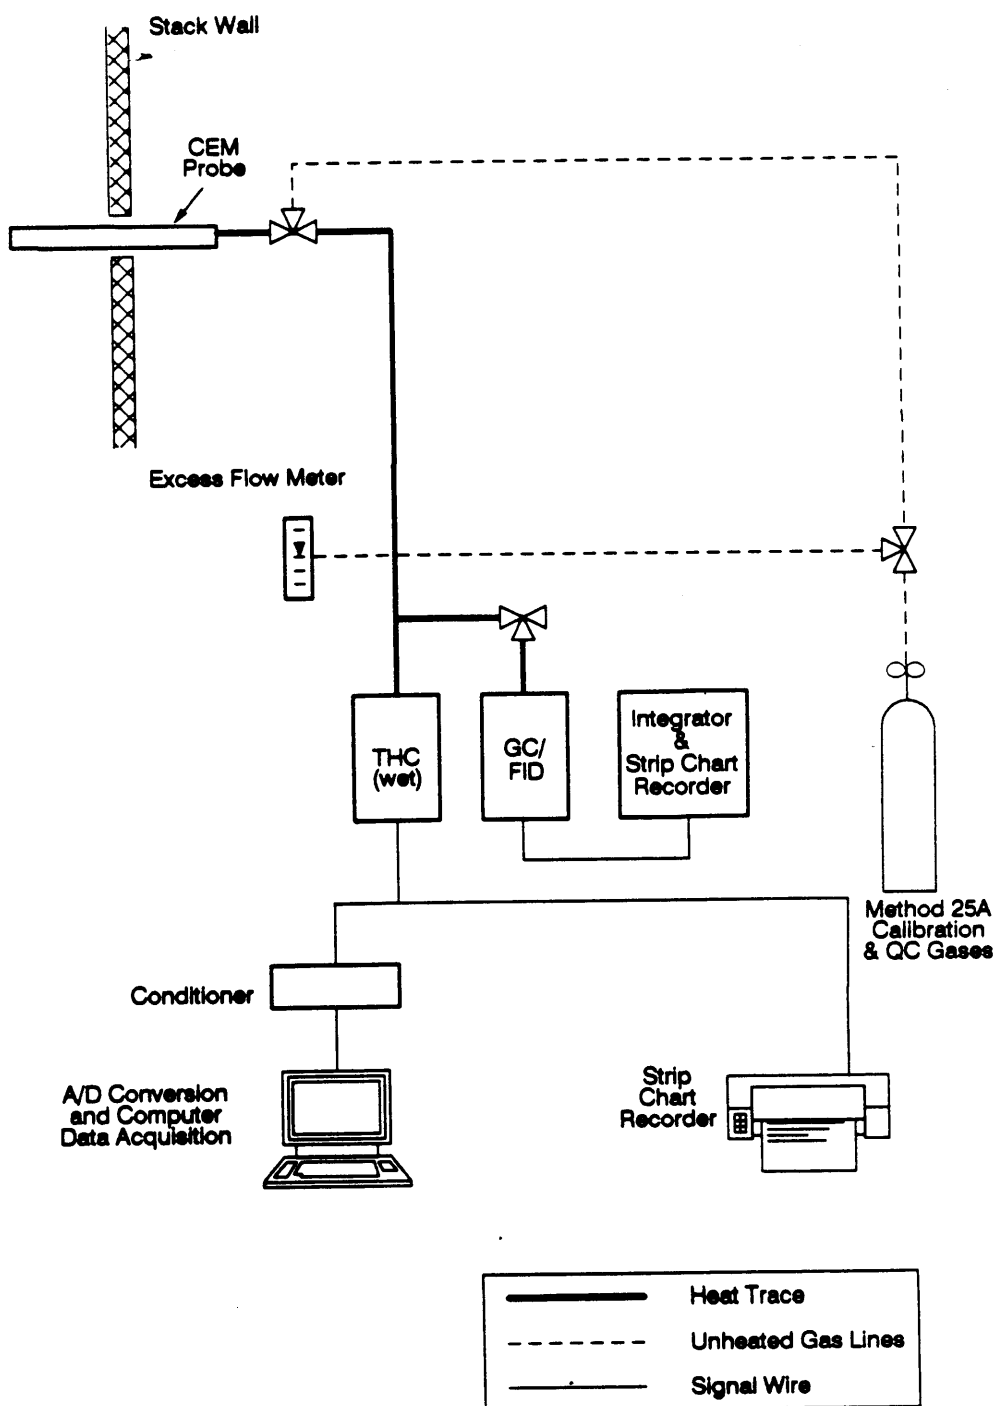 Stack Wall
CEM
Probe
Excess Flow Meter
THC
(wet)
GC/
FID
Integrator
&
Strip Chart
Recorder
Method 25A
Calibration
& QC Gases
Conditioner
A/D Conversion
and Computer
Data Acquisition
Strip
Chart
Recorder
Heat Trace
Unheated Gas Lines
Signal Wire